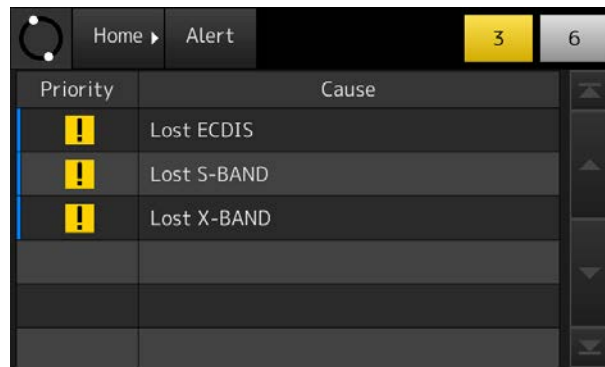 Home ▸ Alert 3 6
Priority Cause
! Lost ECDIS
! Lost S-BAND
! Lost X-BAND